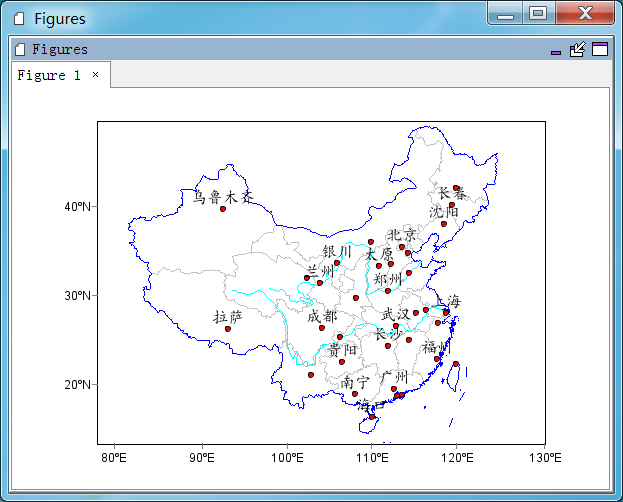 Figures
Figures
Figure 1 ×
长春
乌鲁木齐
40°N
沈阳
北京
银川
太原
兰州
郑州
30°N
上海
拉萨
成都
武汉
长沙
贵阳
福州
20°N
南宁
广州
海口
80°E
90°E
100°E
110°E
120°E
130°E